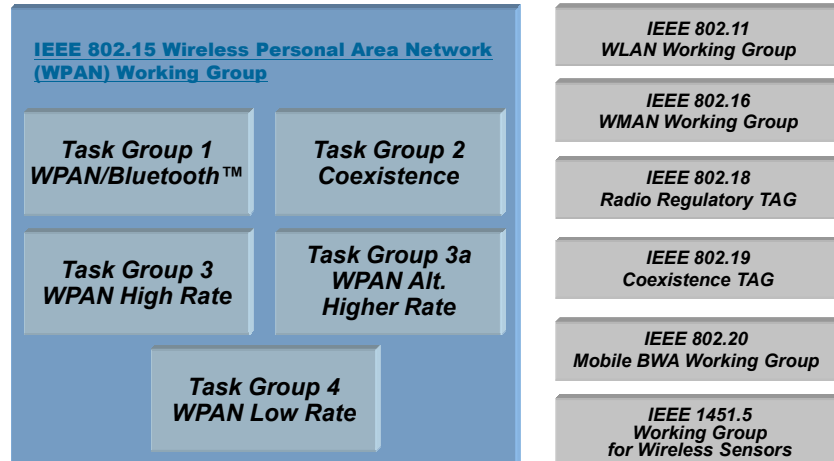 IEEE 802.15 Wireless Personal Area Network
(WPAN) Working Group
Task Group 1
WPAN/Bluetooth™
Task Group 2
Coexistence
Task Group 3
WPAN High Rate
Task Group 3a
WPAN Alt.
Higher Rate
Task Group 4
WPAN Low Rate
IEEE 802.11
WLAN Working Group
IEEE 802.16
WMAN Working Group
IEEE 802.18
Radio Regulatory TAG
IEEE 802.19
Coexistence TAG
IEEE 802.20
Mobile BWA Working Group
IEEE 1451.5
Working Group
for Wireless Sensors